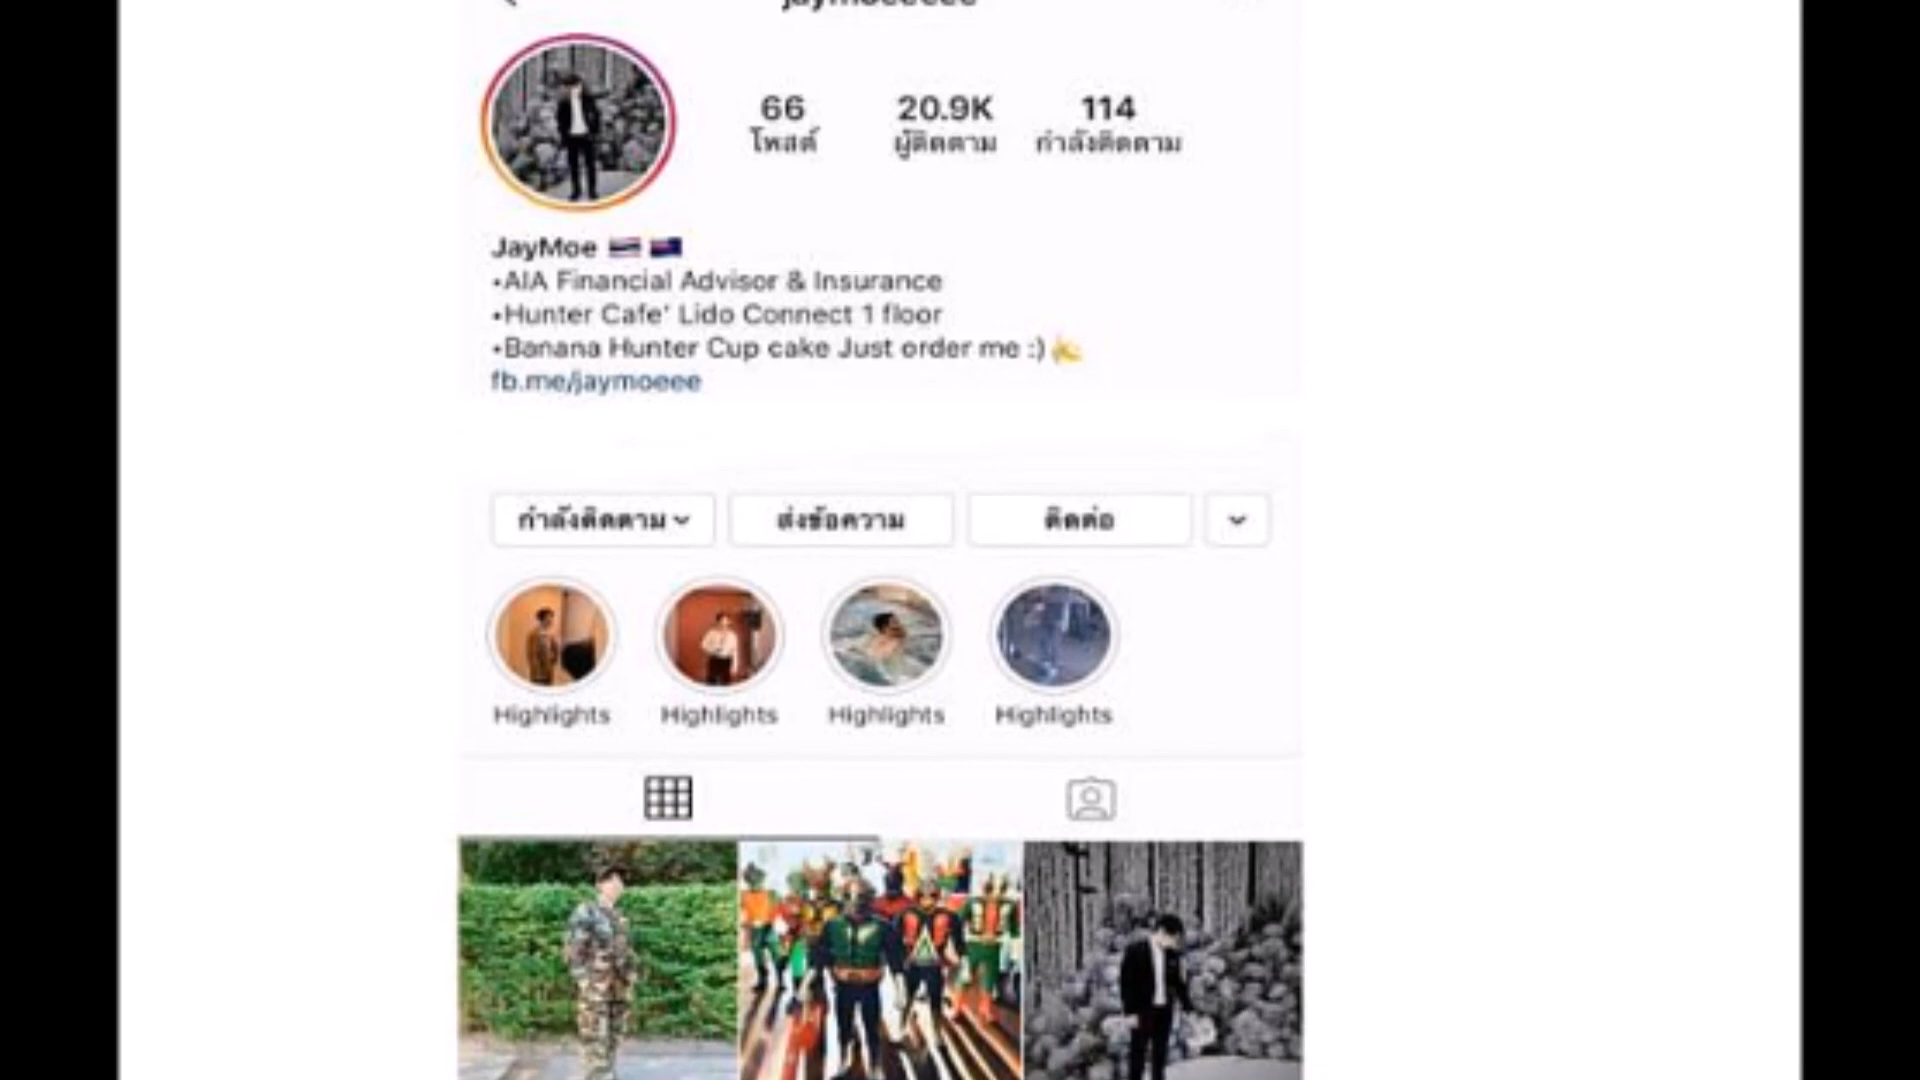 66 20.9K 114
โพสต์ ผู้ติดตาม กำลังติดตาม
JayMoe
•AIA Financial Advisor & Insurance
•Hunter Cafe' Lido Connect 1 floor
•Banana Hunter Cup cake Just order me :)
fb.me/jaymoeee
กำลังติดตาม ส่งข้อความ ติดต่อ
Highlights Highlights Highlights Highlights